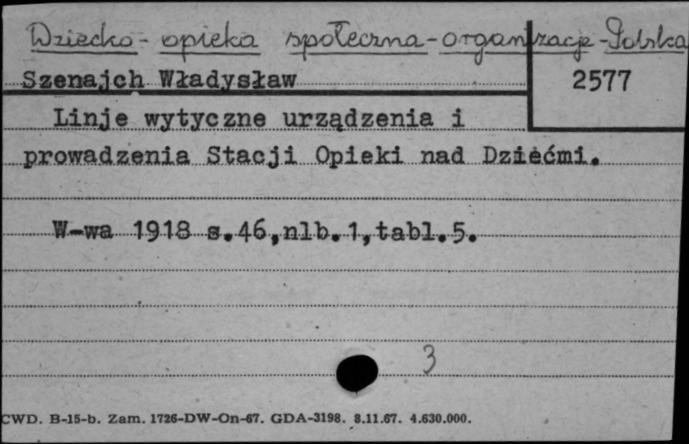 Dziecko - opieka społeczna - organizacje - Polska
Szenajch Władysław
2577
Linje wytyczne urządzenia i
prowadzenia Stacji Opieki nad Dziećmi.
W-wa 1918 s.46,nlb.1,tabl.5.
3
CWD. B-15-b. Zam. 1726-DW-On-67. GDA-3198. 8.11.67. 4.630.000.